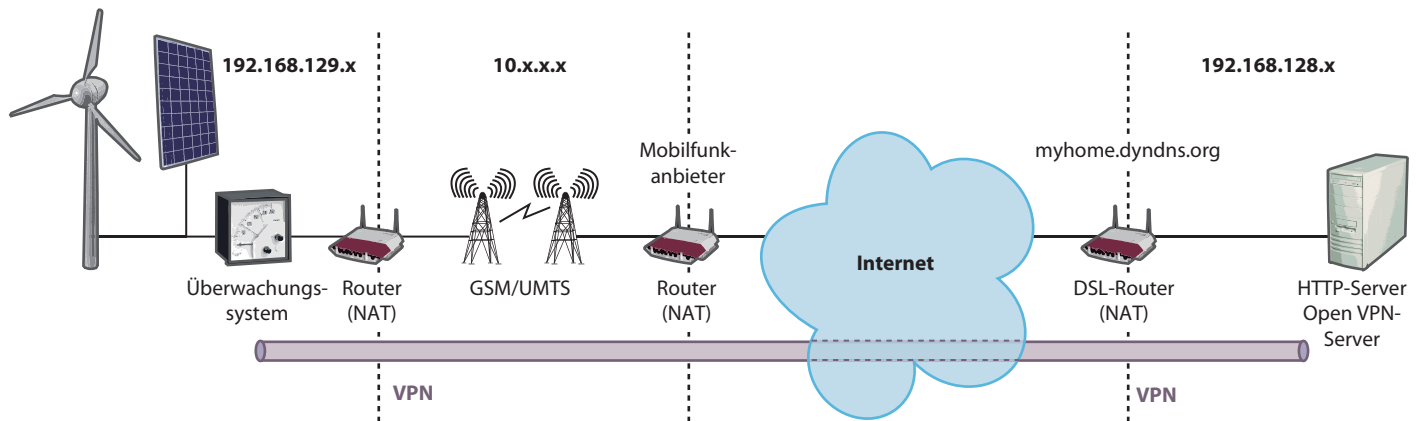 192.168.129.x
10.x.x.x
192.168.128.x
Mobilfunk-
anbieter
myhome.dyndns.org
Internet
Überwachungs-
system
Router
(NAT)
GSM/UMTS
Router
(NAT)
DSL-Router
(NAT)
HTTP-Server
Open VPN-
Server
VPN
VPN